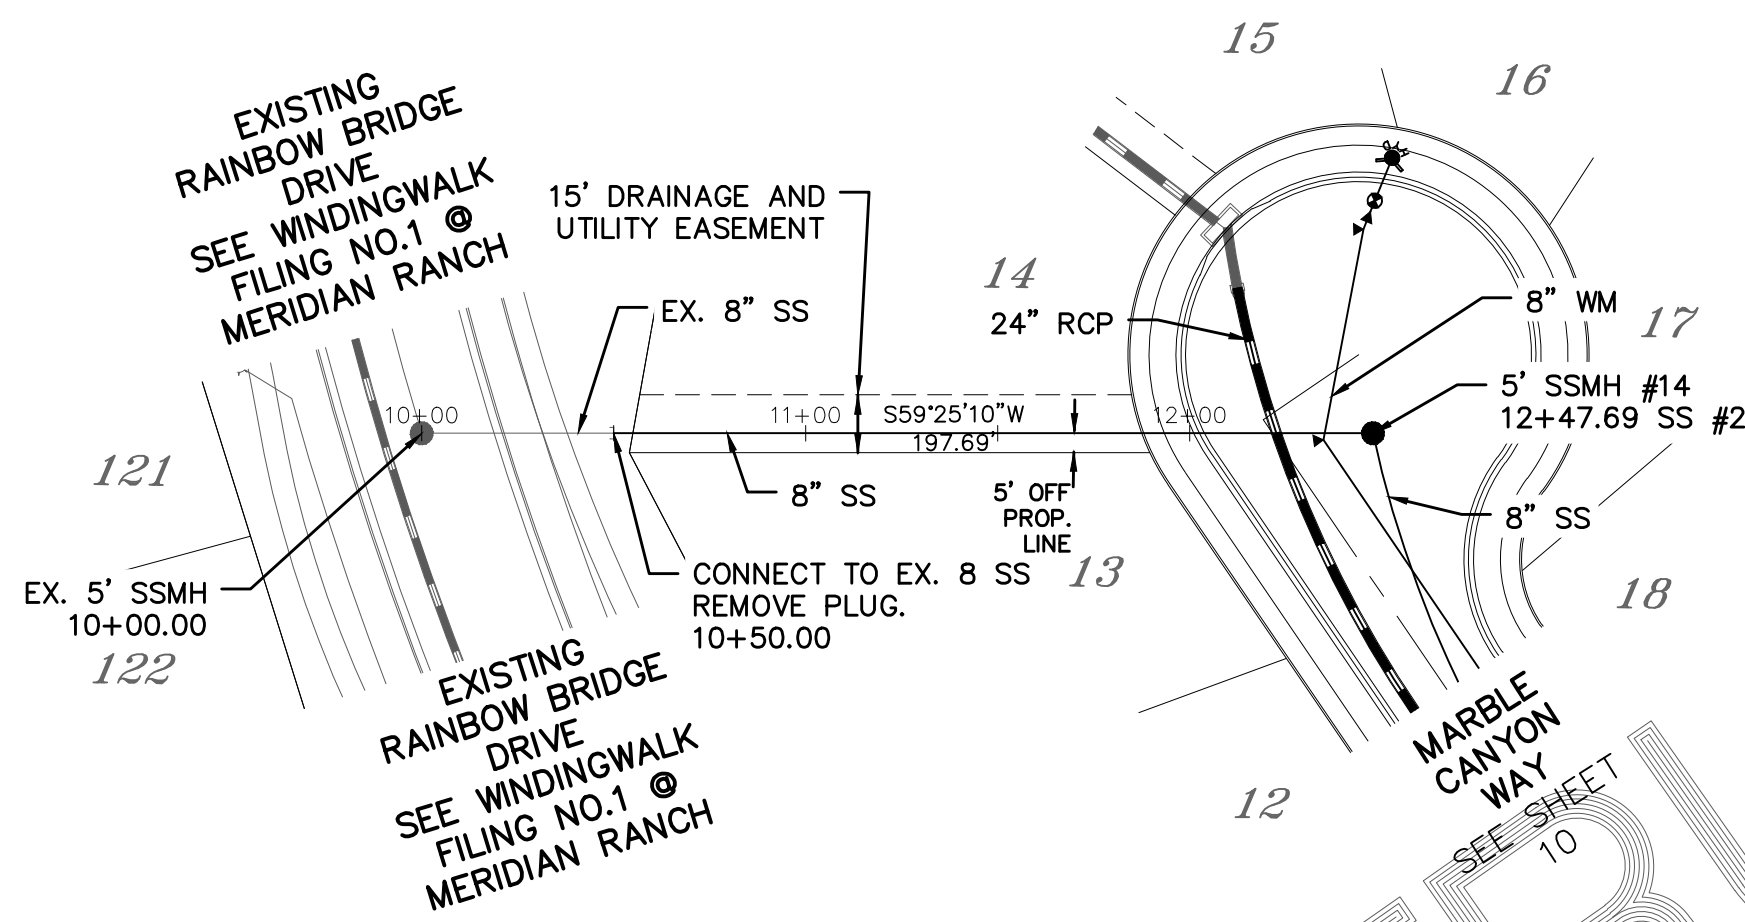 15
16
EXISTING
RAINBOW BRIDGE
DRIVE
SEE WINDINGWALK
FILING NO.1 @
MERIDIAN RANCH
15' DRAINAGE AND
UTILITY EASEMENT
14
EX. 8" SS
24" RCP
8" WM
17
5' SSMH #14
12+47.69 SS #2
10+00
11+00
S59°25'10"W
197.69'
12+00
121
8" SS
5' OFF
PROP.
LINE
8" SS
EX. 5' SSMH
10+00.00
122
CONNECT TO EX. 8 SS
REMOVE PLUG.
10+50.00
13
18
EXISTING
RAINBOW BRIDGE
DRIVE
SEE WINDINGWALK
FILING NO.1 @
MERIDIAN RANCH
12
MARBLE
CANYON
WAY
SEE SHEET
10